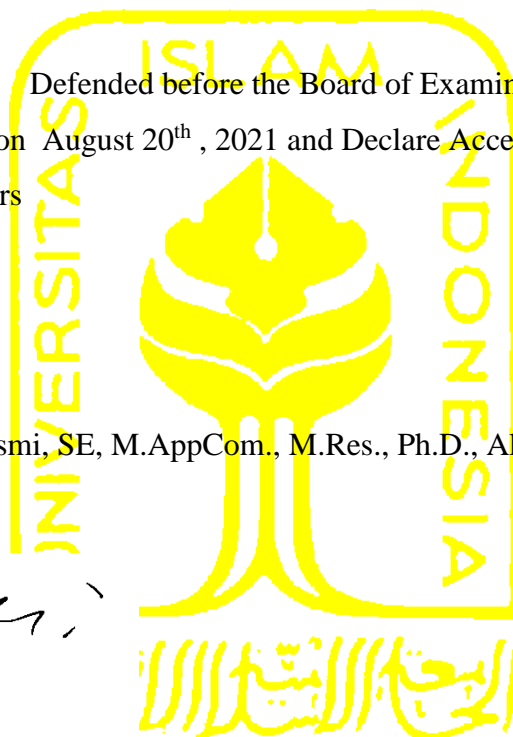 ISLAM
Defended before the Board of Examin
on August 20th , 2021 and Declare Acce
rs
UNIVERSITAS
INDONESIA
smi, SE, M.AppCom., M.Res., Ph.D., Ak